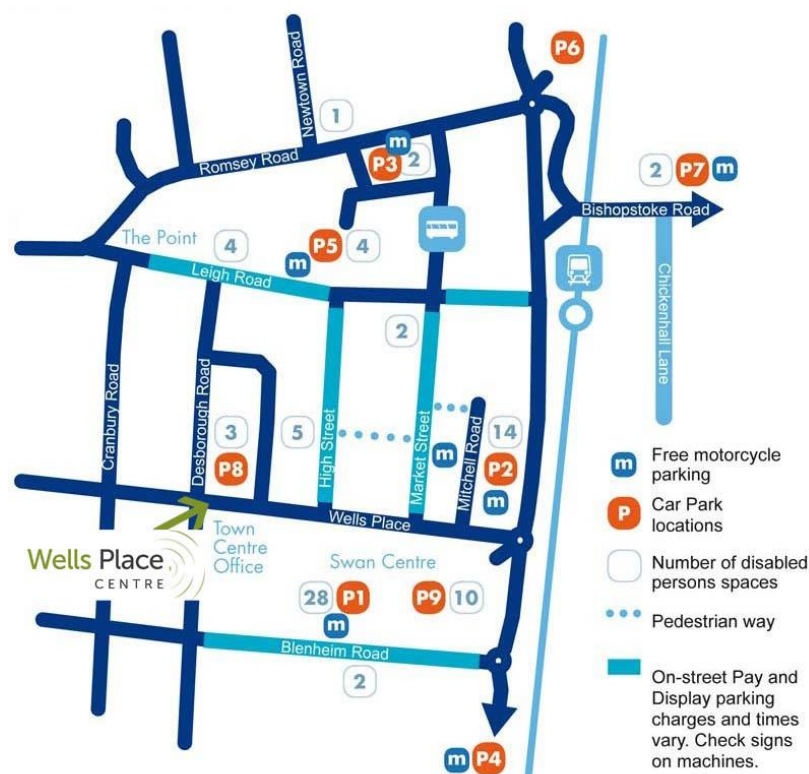 P6
Newtown Road
1
m
P3
2
Romsey Road
2
P7
m
Bishopstoke Road
The Point
4
P5
4
m
Leigh Road
Chickenhall Lane
2
Cranbury Road
Desborough Road
3
P8
5
High Street
Market Street
m
Mitchell Road
14
P2
m
Wells Place
Wells Place
CENTRE
Town
Centre
Office
Swan Centre
28
P1
P9
10
m
Blenheim Road
2
m
P4
m
Free motorcycle
parking
P
Car Park
locations
Number of disabled
persons spaces
Pedestrian way
On-street Pay and
Display parking
charges and times
vary. Check signs
on machines.